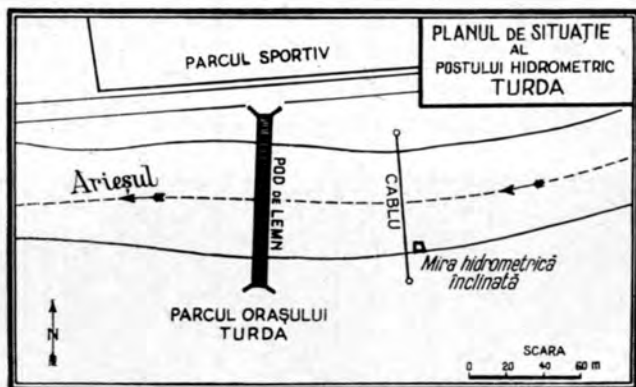 PLANUL DE SITUAȚIE
AL
POSTULUI HIDROMETRIC
TURDA
PARCUL SPORTIV
Arieșul
POD DE LEMN
CABLU
Mira hidrometrică
înclinată
PARCUL ORAȘULUI
TURDA
N
SCARA
0 20 40 60 m